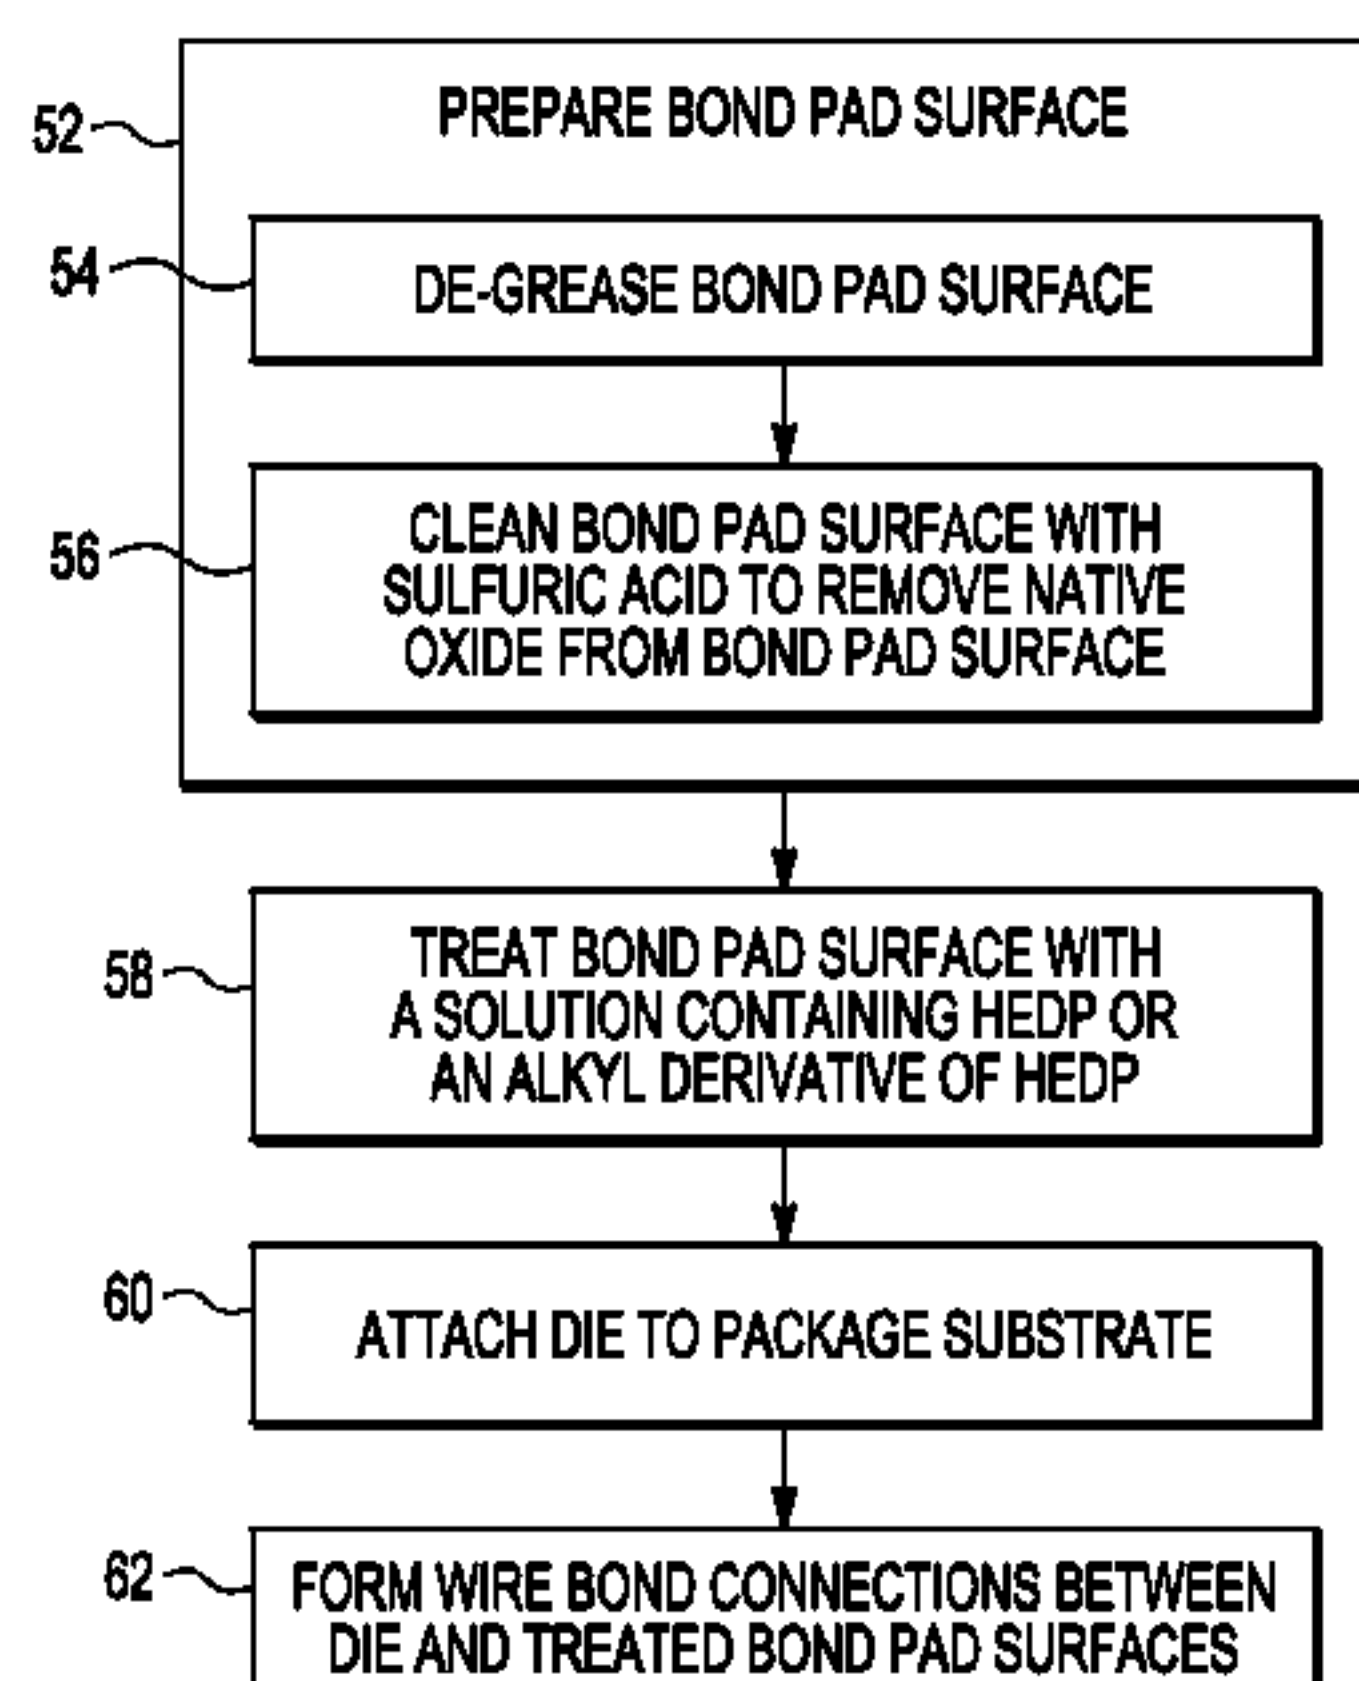 52
PREPARE BOND PAD SURFACE
54
DE-GREASE BOND PAD SURFACE
56
CLEAN BOND PAD SURFACE WITH
SULFURIC ACID TO REMOVE NATIVE
OXIDE FROM BOND PAD SURFACE
58
TREAT BOND PAD SURFACE WITH
A SOLUTION CONTAINING HEDP OR
AN ALKYL DERIVATIVE OF HEDP
60
ATTACH DIE TO PACKAGE SUBSTRATE
62
FORM WIRE BOND CONNECTIONS BETWEEN
DIE AND TREATED BOND PAD SURFACES